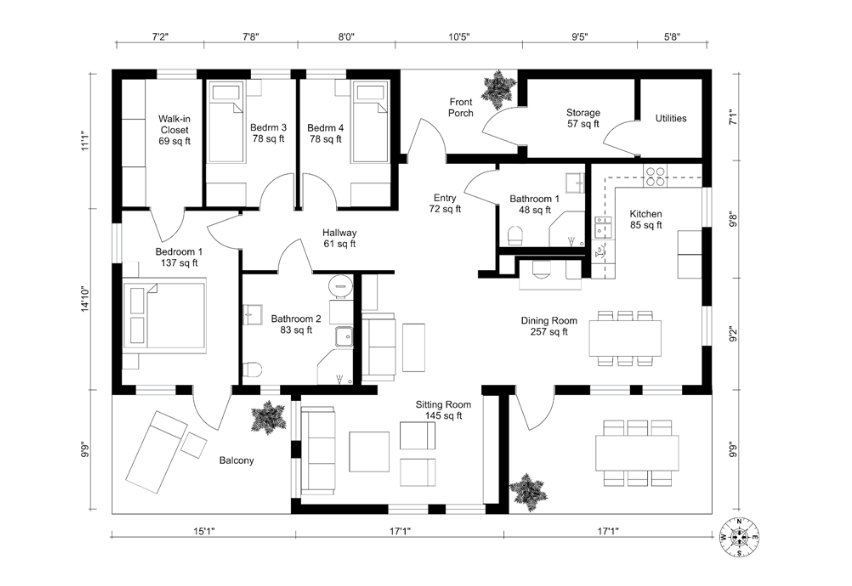 7'2"
7'8"
8'0"
10'5"
9'5"
5'8"
11'1"
14'10"
9'9"
7'1"
9'8"
9'2"
9'9"
Walk-in
Closet
69 sq ft
Bedrm 3
78 sq ft
Bedrm 4
78 sq ft
Front
Porch
Storage
57 sq ft
Utilities
Entry
72 sq ft
Bathroom 1
48 sq ft
Kitchen
85 sq ft
Hallway
61 sq ft
Bedroom 1
137 sq ft
Bathroom 2
83 sq ft
Dining Room
257 sq ft
Sitting Room
145 sq ft
Balcony
15'1"
17'1"
17'1"
N
W
E
S